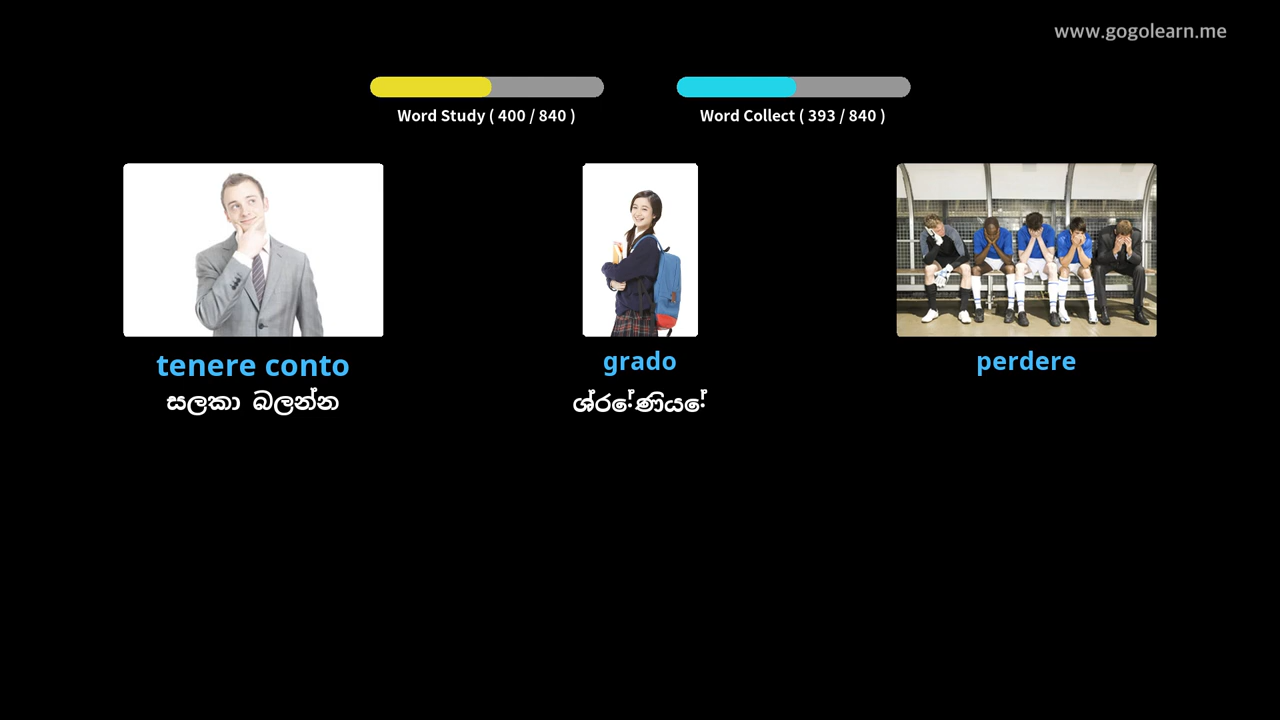 www.gogolearn.me
Word Study ( 400 / 840 )
Word Collect ( 393 / 840 )
tenere conto
සලකා බලන්න
grado
ශ්රේණියේ
perdere